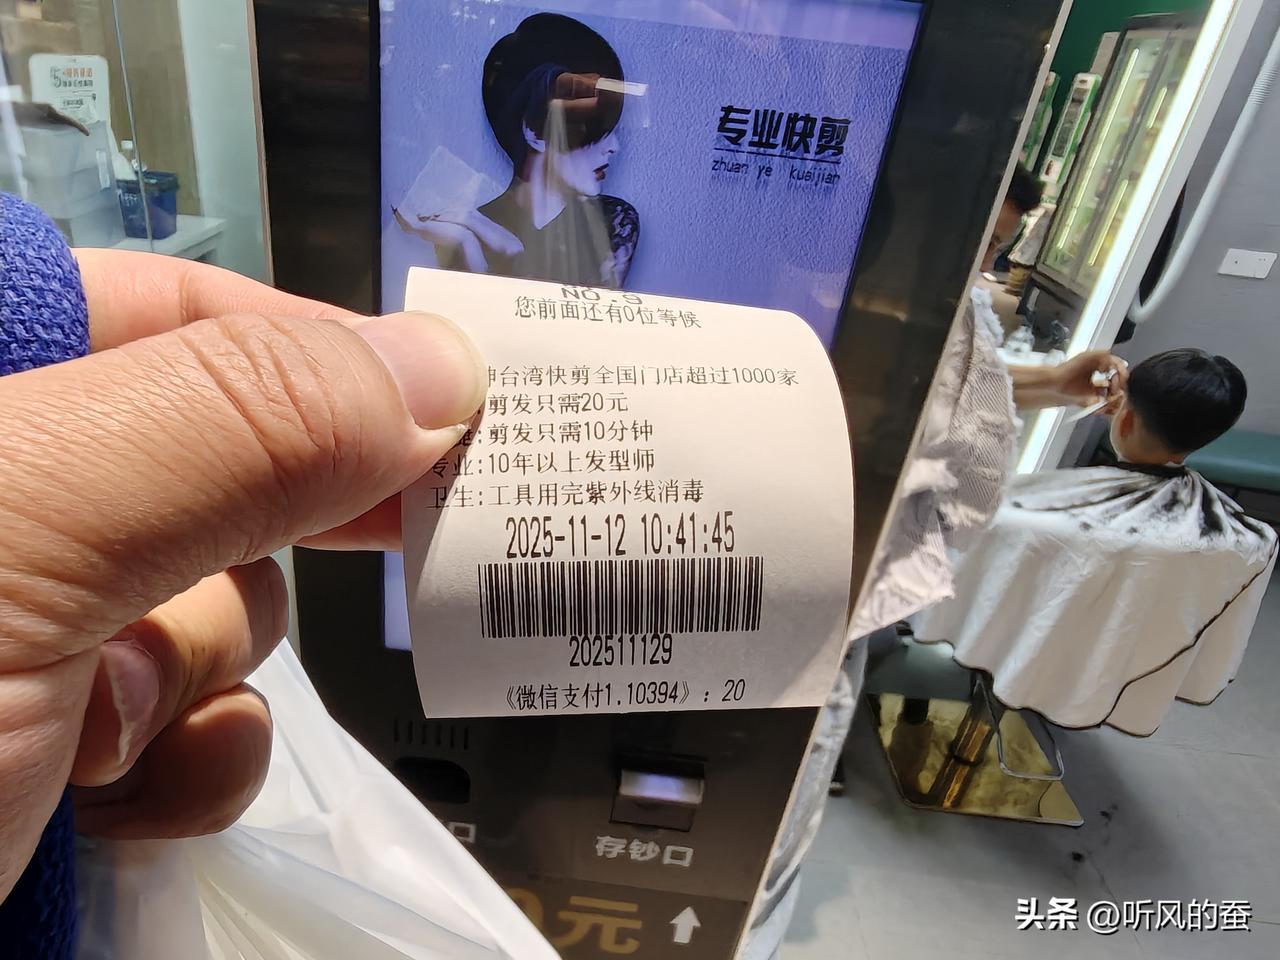 专业快剪
zhuan ye kuaijian
NO.9
您前面还有0位等候
台湾快剪全国门店超过1000家
剪发只需20元
:剪发只需10分钟
专业:10年以上发型师
卫生:工具用完紫外线消毒
2025-11-12 10:41:45
202511129
《微信支付1.10394》: 20
口
存钞口
元
头条 @听风的蚕